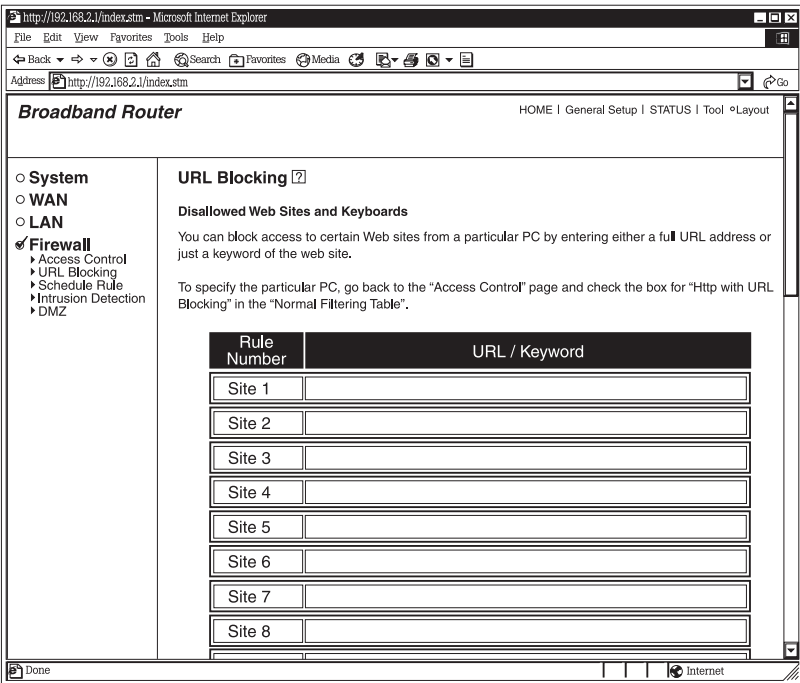 http://192.168.2.1/index.stm - Microsoft Internet Explorer
File Edit View Favorites Tools Help
Back Search Favorites Media
Address http://192.168.2.1/index.stm Go
Broadband Router
HOME | General Setup | STATUS | Tool Layout
System
WAN
LAN
Firewall
Access Control
URL Blocking
Schedule Rule
Intrusion Detection
DMZ
URL Blocking ?
Disallowed Web Sites and Keyboards
You can block access to certain Web sites from a particular PC by entering either a full URL address or
just a keyword of the web site.
To specify the particular PC, go back to the “Access Control” page and check the box for “Http with URL
Blocking” in the “Normal Filtering Table”.
Rule Number URL / Keyword
Site 1
Site 2
Site 3
Site 4
Site 5
Site 6
Site 7
Site 8
Done Internet